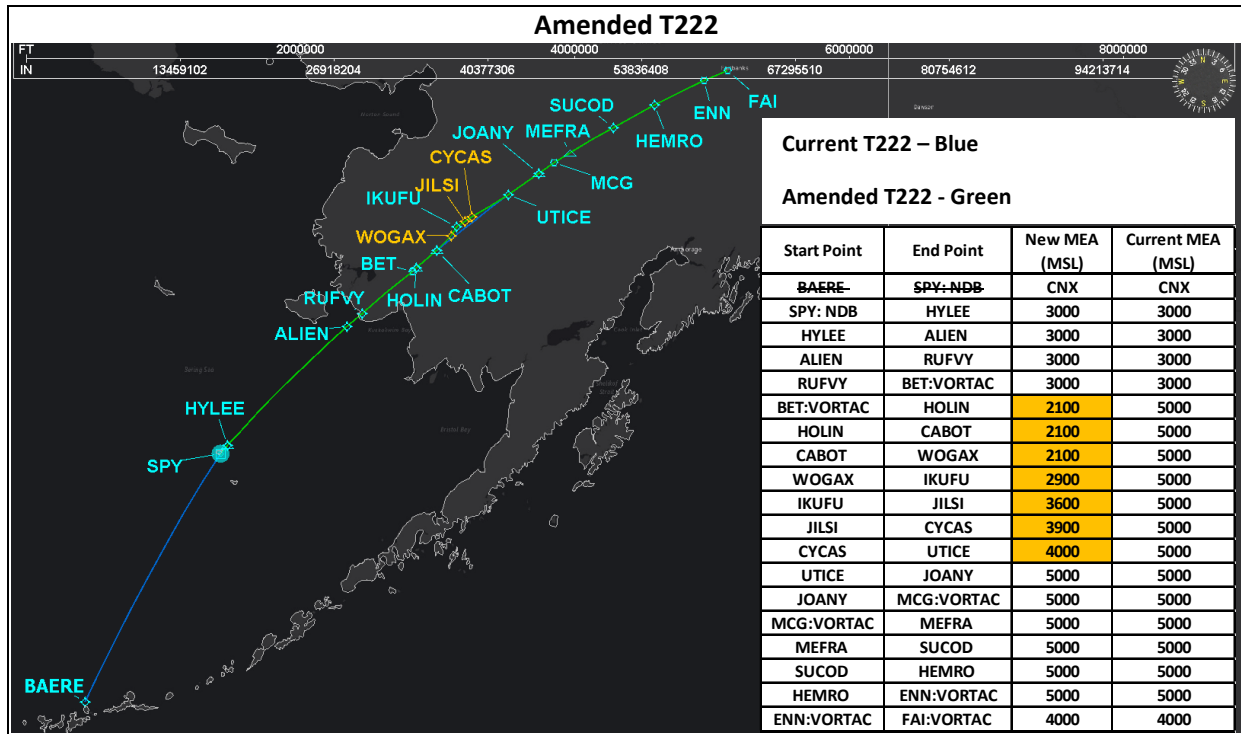 Amended T222
FT 2000000 4000000 6000000 8000000
IN 13459102 26918204 40377306 53836408 67295510 80754612 94213714
FAI
ENN
SUCOD
HEMRO
JOANY MEFRA
CYCAS
MCG
JILSI
IKUFU
UTICE
WOGAX
BET
HOLIN CABOT
RUFVY
ALIEN
HYLEE
SPY
BAERE
Dawson
Anchorage
Bering Sea
Bristol Bay
Current T222 – Blue
Amended T222 - Green
Start Point End Point New MEA (MSL) Current MEA (MSL)
BAERE SPY: NDB CNX CNX
SPY: NDB HYLEE 3000 3000
HYLEE ALIEN 3000 3000
ALIEN RUFVY 3000 3000
RUFVY BET:VORTAC 3000 3000
BET:VORTAC HOLIN 2100 5000
HOLIN CABOT 2100 5000
CABOT WOGAX 2100 5000
WOGAX IKUFU 2900 5000
IKUFU JILSI 3600 5000
JILSI CYCAS 3900 5000
CYCAS UTICE 4000 5000
UTICE JOANY 5000 5000
JOANY MCG:VORTAC 5000 5000
MCG:VORTAC MEFRA 5000 5000
MEFRA SUCOD 5000 5000
SUCOD HEMRO 5000 5000
HEMRO ENN:VORTAC 5000 5000
ENN:VORTAC FAI:VORTAC 4000 4000